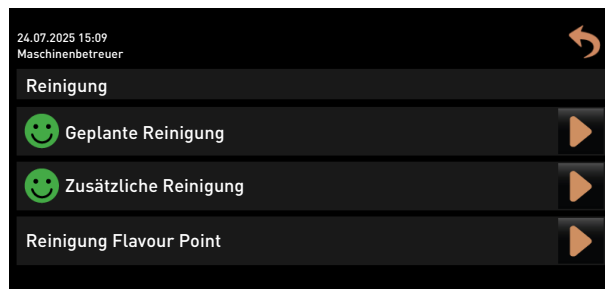 24.07.2025 15:09
Maschinenbetreuer
Reinigung
Geplante Reinigung
Zusätzliche Reinigung
Reinigung Flavour Point